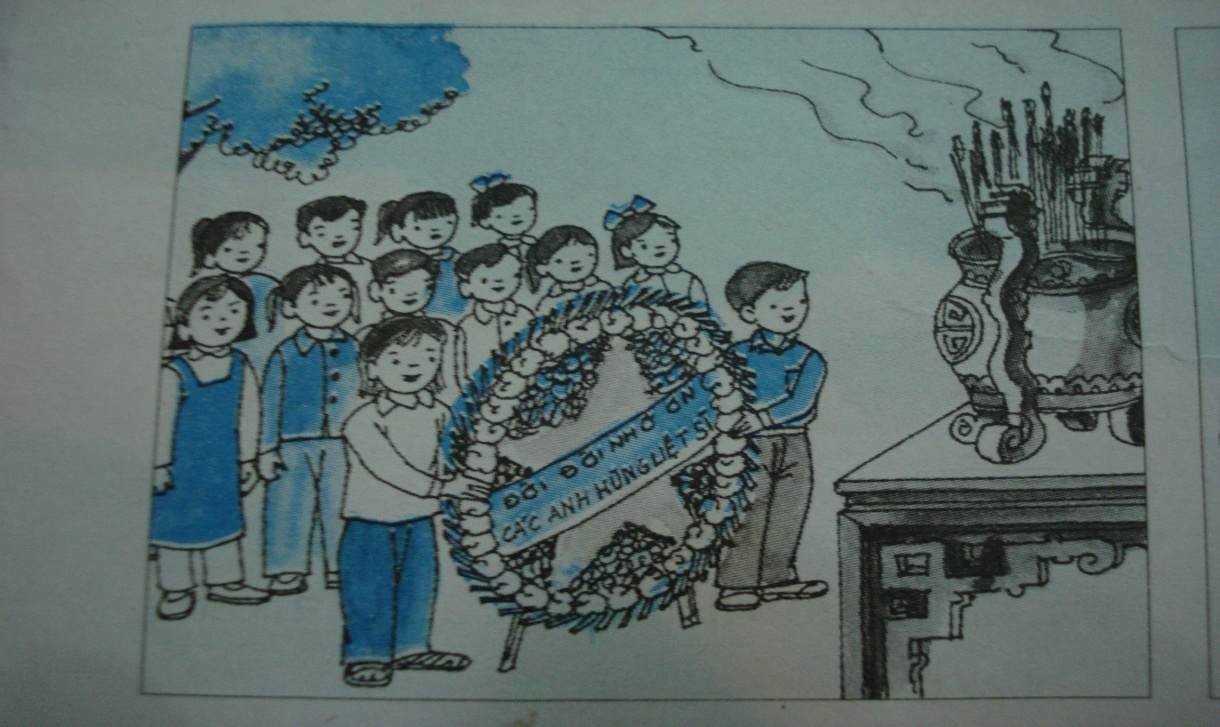 ĐỜI ĐỜI NHỚ ƠN
CÁC ANH HÙNG LIỆT SĨ